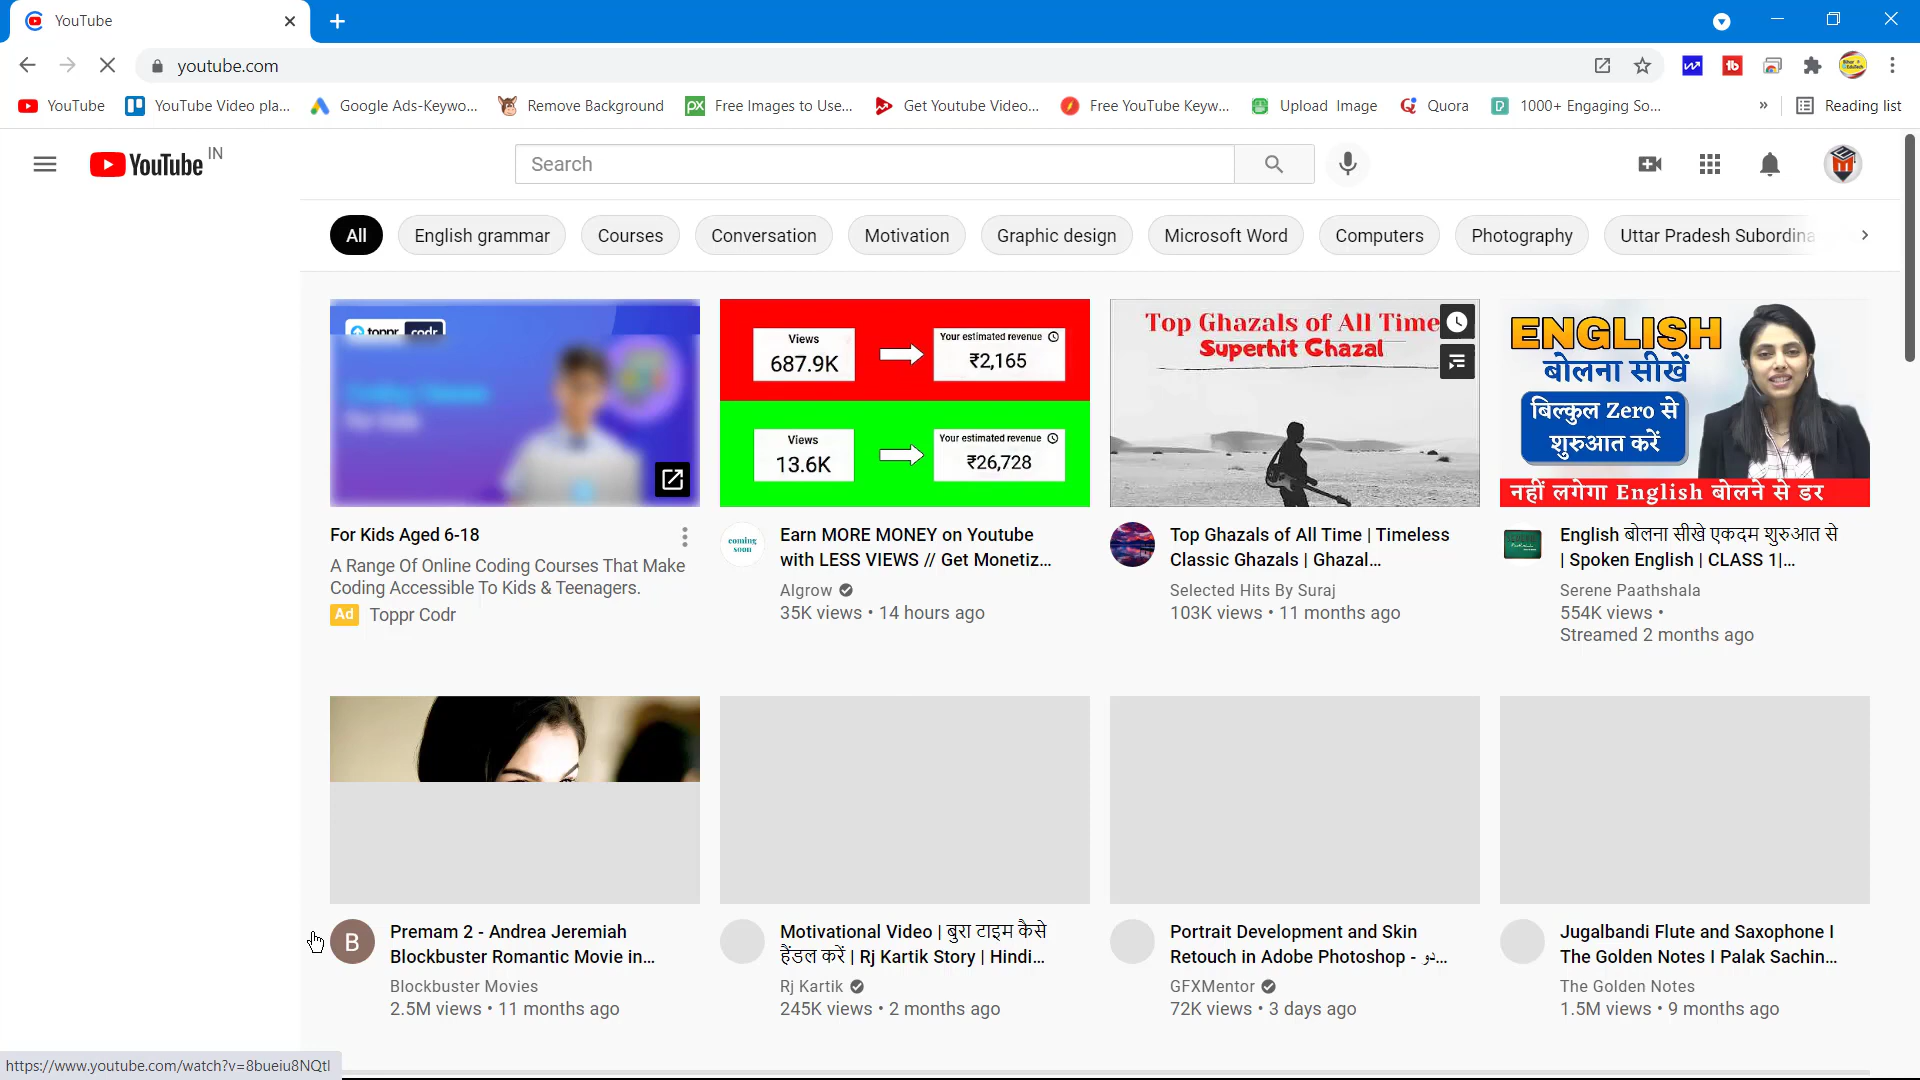 YouTube
youtube.com
YouTube
YouTube Video pla...
Google Ads-Keywo...
Remove Background
Free Images to Use...
Get Youtube Video...
Free YouTube Keyw...
Upload Image
Quora
1000+ Engaging So...
»
Reading list
YouTube IN
Search
All
English grammar
Courses
Conversation
Motivation
Graphic design
Microsoft Word
Computers
Photography
Uttar Pradesh Subordina
toppr codr
Coding Classes
For Kids
Views
687.9K
Your estimated revenue
₹2,165
Views
13.6K
Your estimated revenue
₹26,728
Top Ghazals of All Time
Superhit Ghazal
ENGLISH
बोलना सीखें
बिल्कुल Zero से
शुरुआत करें
नहीं लगेगा English बोलने से डर
For Kids Aged 6-18
A Range Of Online Coding Courses That Make
Coding Accessible To Kids & Teenagers.
Ad Toppr Codr
coming
soon
Earn MORE MONEY on Youtube
with LESS VIEWS // Get Monetiz...
Algrow
35K views • 14 hours ago
Top Ghazals of All Time | Timeless
Classic Ghazals | Ghazal...
Selected Hits By Suraj
103K views • 11 months ago
English बोलना सीखे एकदम शुरुआत से
| Spoken English | CLASS 1|...
Serene Paathshala
554K views •
Streamed 2 months ago
B
Premam 2 - Andrea Jeremiah
Blockbuster Romantic Movie in...
Blockbuster Movies
2.5M views • 11 months ago
Motivational Video | बुरा टाइम कैसे
हैंडल करें | Rj Kartik Story | Hindi...
Rj Kartik
245K views • 2 months ago
Portrait Development and Skin
Retouch in Adobe Photoshop - دو...
GFXMentor
72K views • 3 days ago
Jugalbandi Flute and Saxophone I
The Golden Notes I Palak Sachin...
The Golden Notes
1.5M views • 9 months ago
https://www.youtube.com/watch?v=8bueiu8NQtI